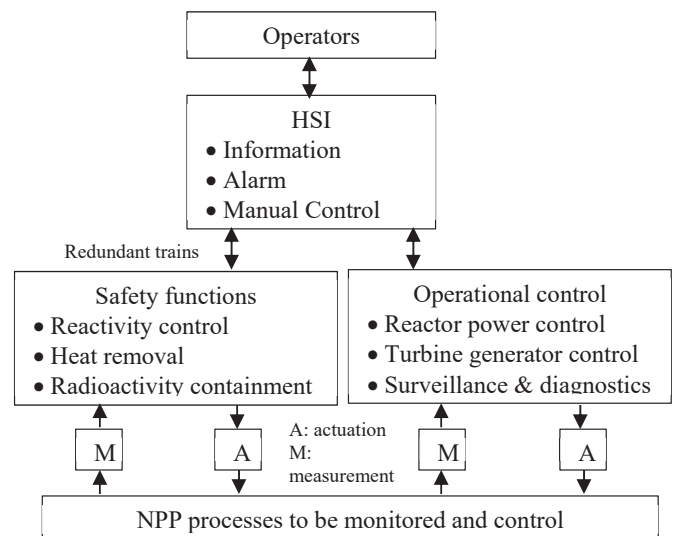 Operators
HSI
• Information
• Alarm
• Manual Control
Redundant trains
Safety functions
• Reactivity control
• Heat removal
• Radioactivity containment
Operational control
• Reactor power control
• Turbine generator control
• Surveillance & diagnostics
M
A
A: actuation
M:
measurement
M
A
NPP processes to be monitored and control